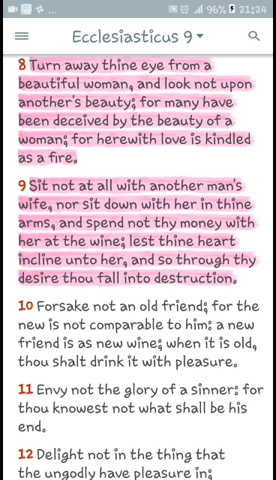 96% 21:24
Ecclesiasticus 9
8 Turn away thine eye from a
beautiful woman, and look not upon
another's beauty; for many have
been deceived by the beauty of a
woman; for herewith love is kindled
as a fire.
9 Sit not at all with another man's
wife, nor sit down with her in thine
arms, and spend not thy money with
her at the wine; lest thine heart
incline unto her, and so through thy
desire thou fall into destruction.
10 Forsake not an old friend; for the
new is not comparable to him: a new
friend is as new wine; when it is old,
thou shalt drink it with pleasure.
11 Envy not the glory of a sinner: for
thou knowest not what shall be his
end.
12 Delight not in the thing that
the ungodly have pleasure in;